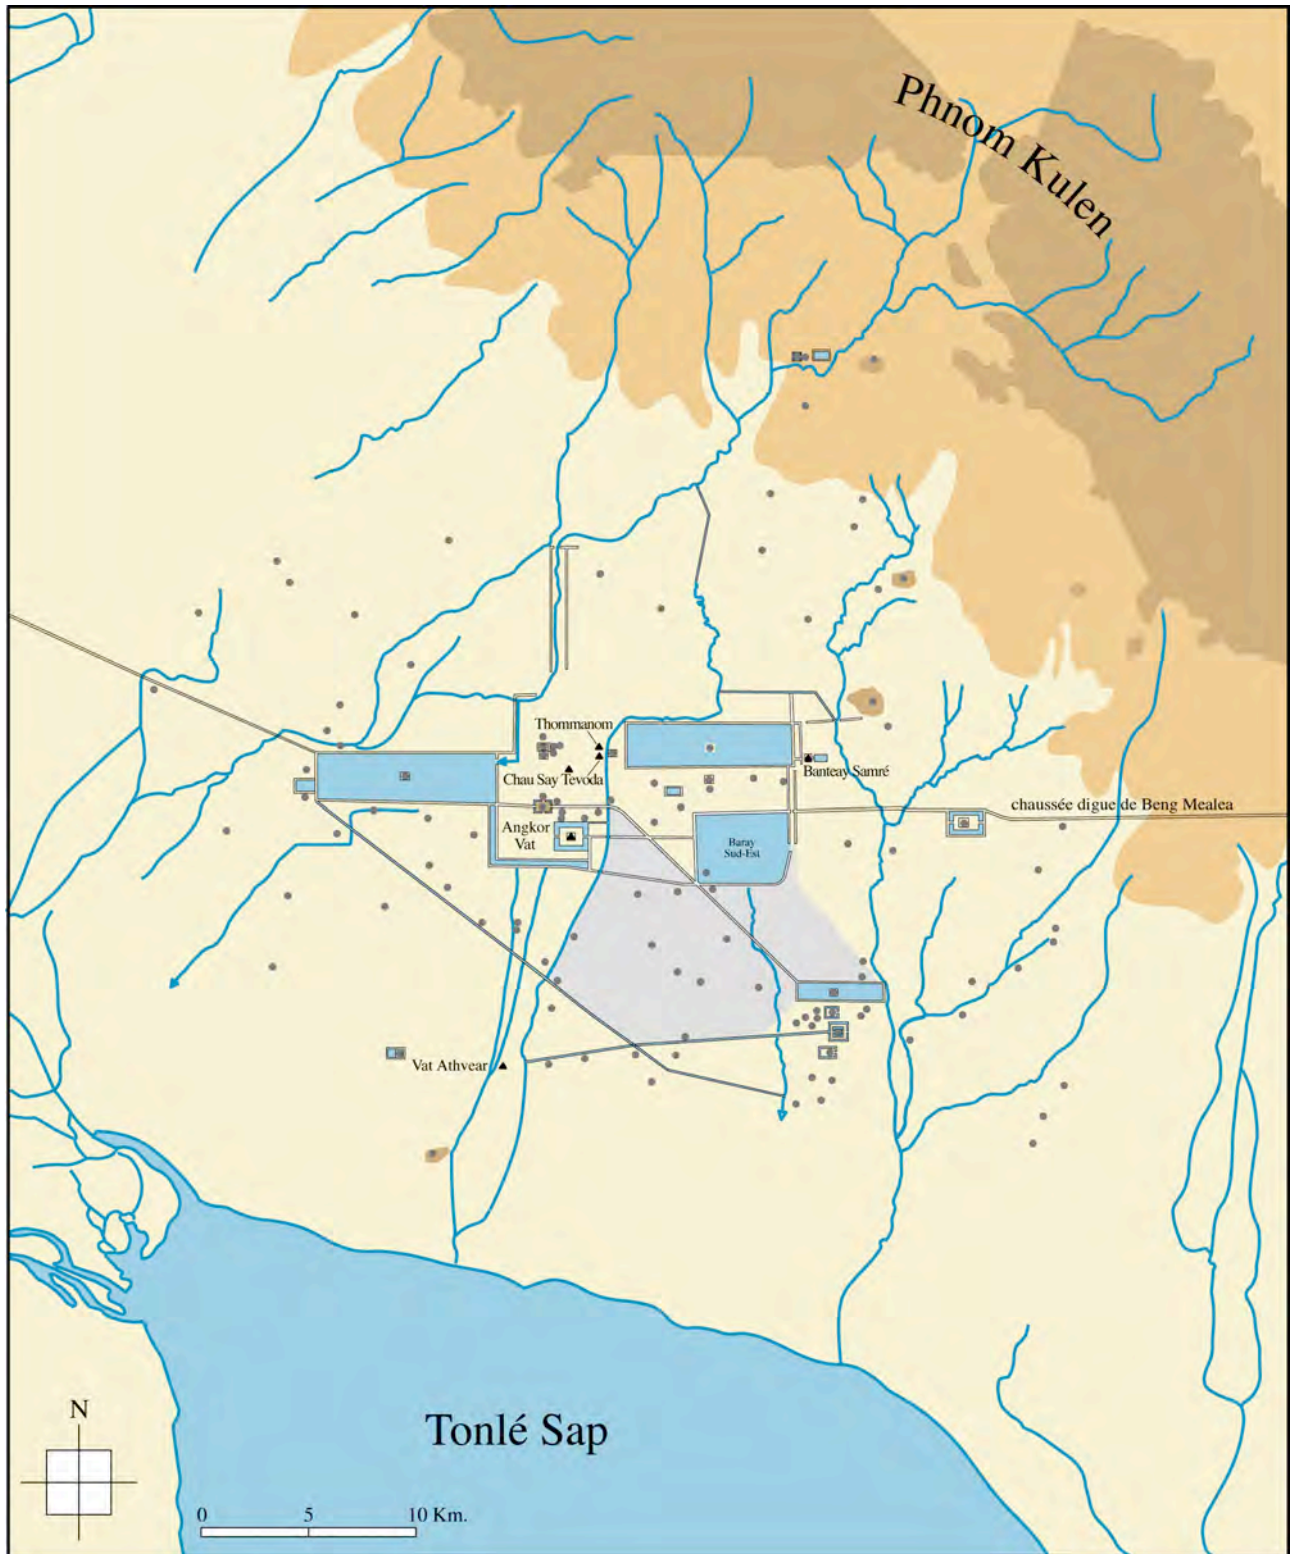 Phnom Kulen
Thommanom
Chau Say Tevoda
Banteay Samré
chaussée digue de Beng Mealea
Angkor
Vat
Baray
Sud-Est
Vat Athvear
N
Tonlé Sap
0 5 10 Km.